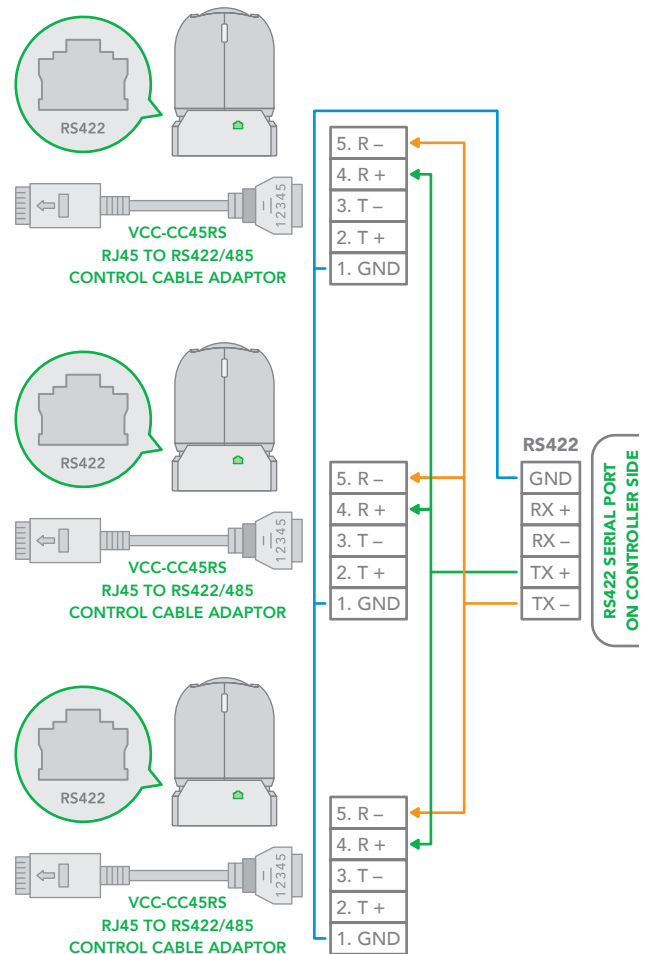 RS422
12345
VCC-CC45RS
RJ45 TO RS422/485
CONTROL CABLE ADAPTOR
5. R –
4. R +
3. T –
2. T +
1. GND
RS422
12345
VCC-CC45RS
RJ45 TO RS422/485
CONTROL CABLE ADAPTOR
5. R –
4. R +
3. T –
2. T +
1. GND
RS422
GND
RX +
RX –
TX +
TX –
RS422 SERIAL PORT
ON CONTROLLER SIDE
RS422
12345
VCC-CC45RS
RJ45 TO RS422/485
CONTROL CABLE ADAPTOR
5. R –
4. R +
3. T –
2. T +
1. GND